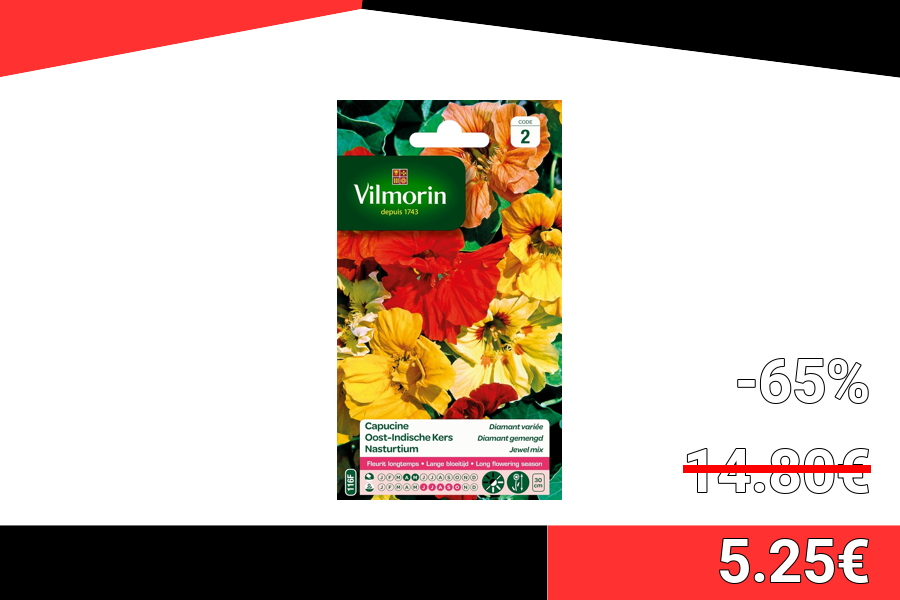 CODE
2
Vilmorin
depuis 1743
Capucine Diamant variée
Oost-Indische Kers Diamant gemengd
Nasturtium Jewel mix
Fleurit longtemps • Lange bloeitijd • Long flowering season
116F
J F M A M J J A S O N D
J F M A M J J A S O N D
30
cm
-65%
14.80€
5.25€